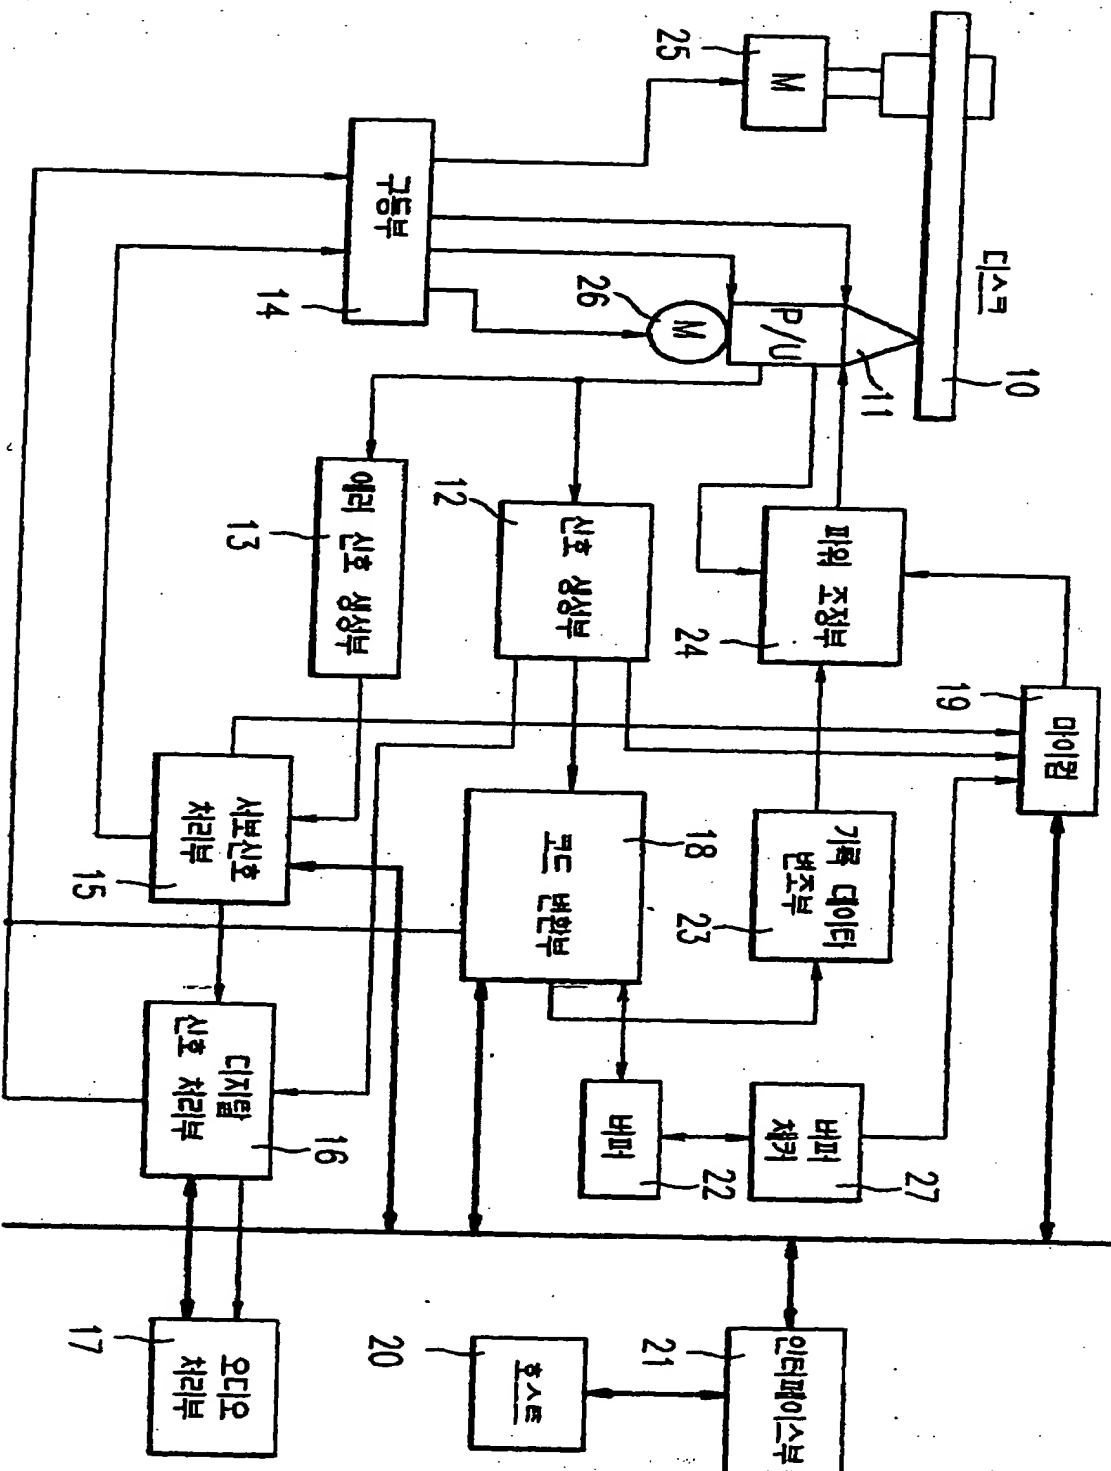 디스크
10
M
25
P/U
11
M
26
구동부
14
파워 조정부
24
마이컴
19
신호 생성부
12
에러 신호 생성부
13
기록 데이타
변조부
23
코드 변환부
18
서보신호
처리부
15
버퍼
체커
27
버퍼
22
디지탈
신호 처리부
16
인터페이스부
21
호스트
20
오디오
처리부
17